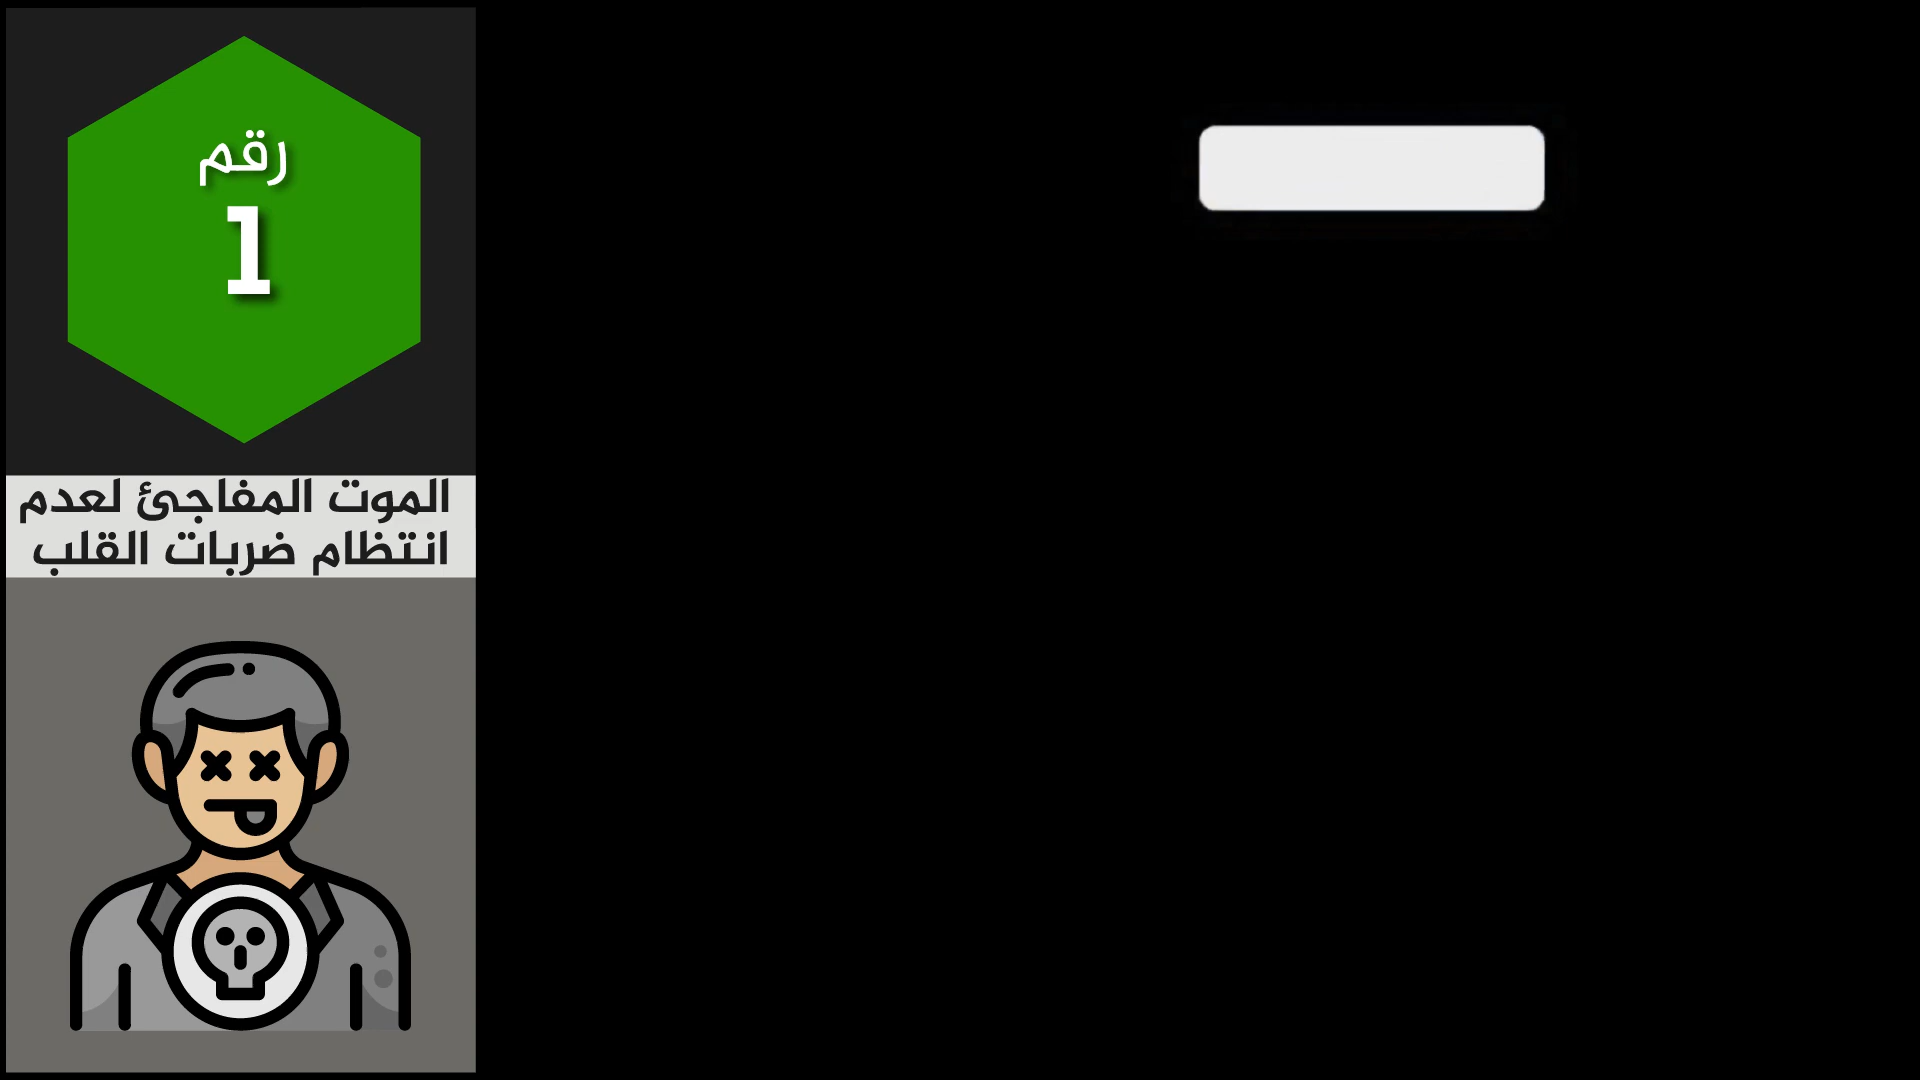 رقم
1
الموت المفاجئ لعدم
انتظام ضربات القلب